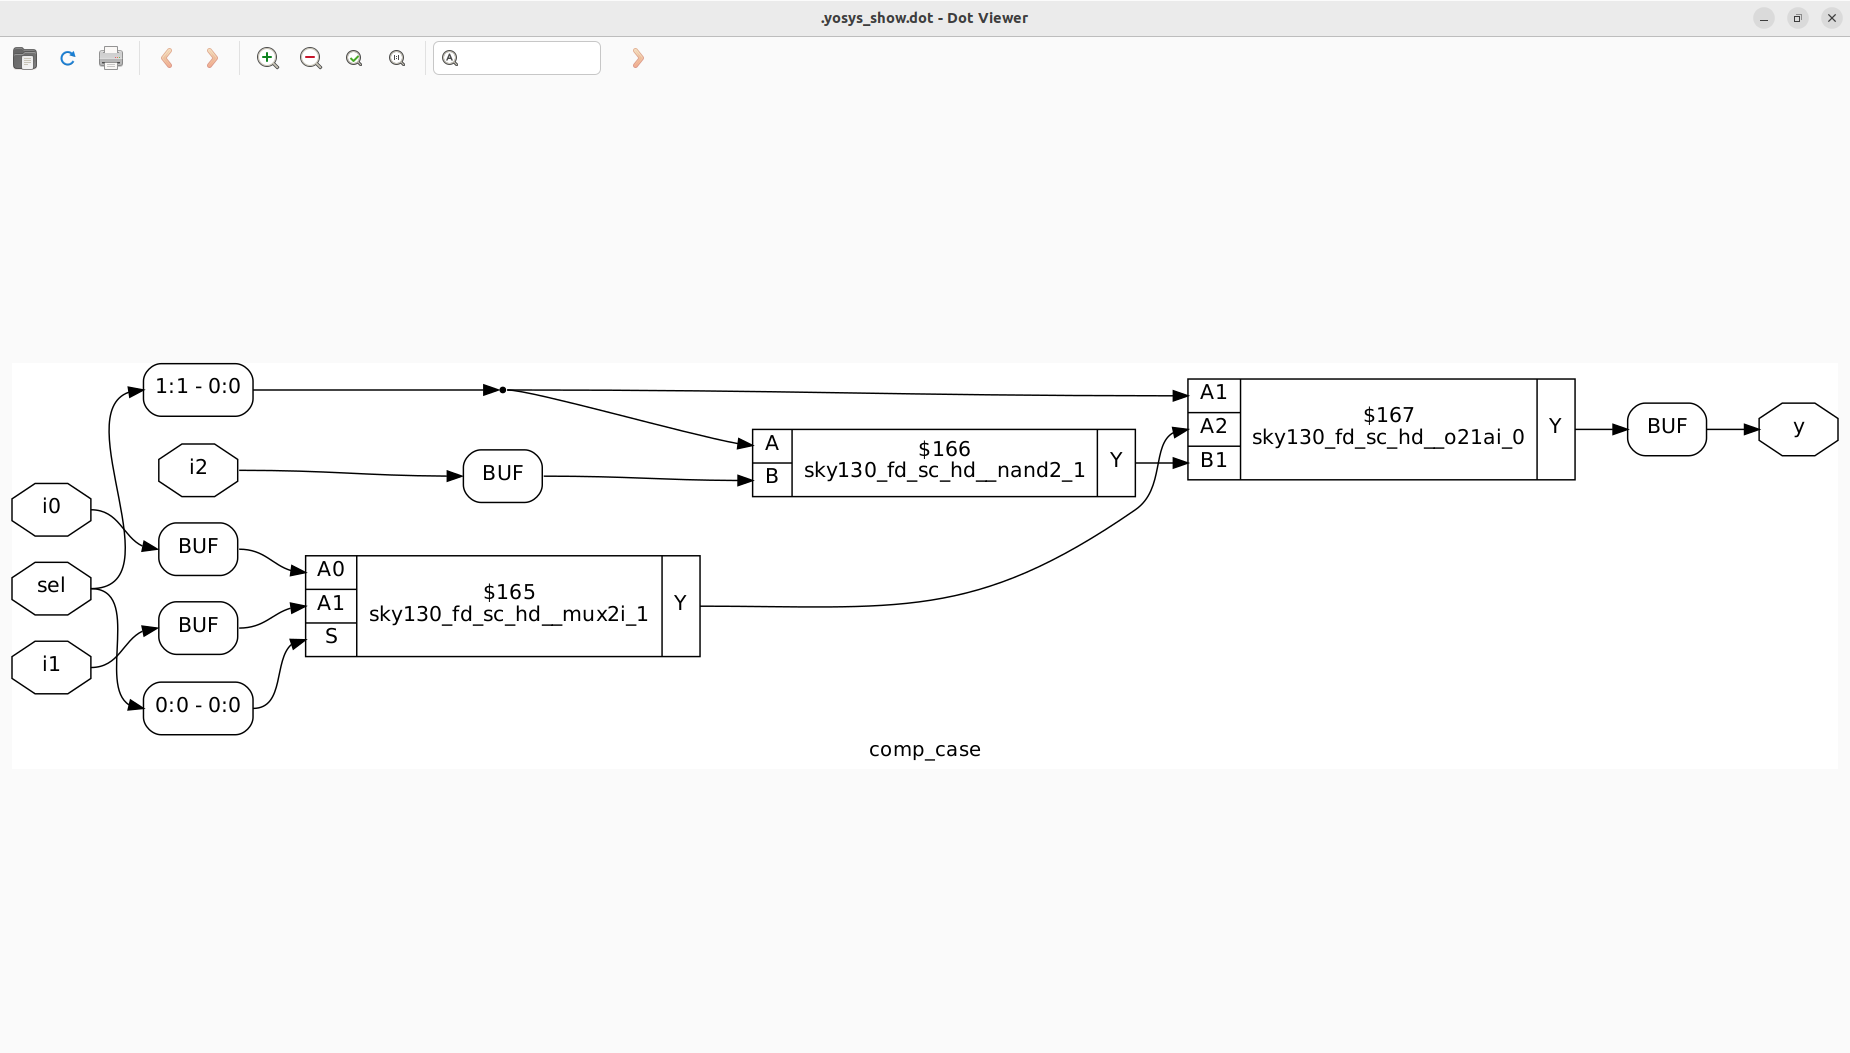 .yosys_show.dot - Dot Viewer
1:1 - 0:0
i2
i0
sel
i1
BUF
BUF
0:0 - 0:0
BUF
A0
A1
S
$165
sky130_fd_sc_hd__mux2i_1
Y
A
B
$166
sky130_fd_sc_hd__nand2_1
Y
A1
A2
B1
$167
sky130_fd_sc_hd__o21ai_0
Y
BUF
y
comp_case